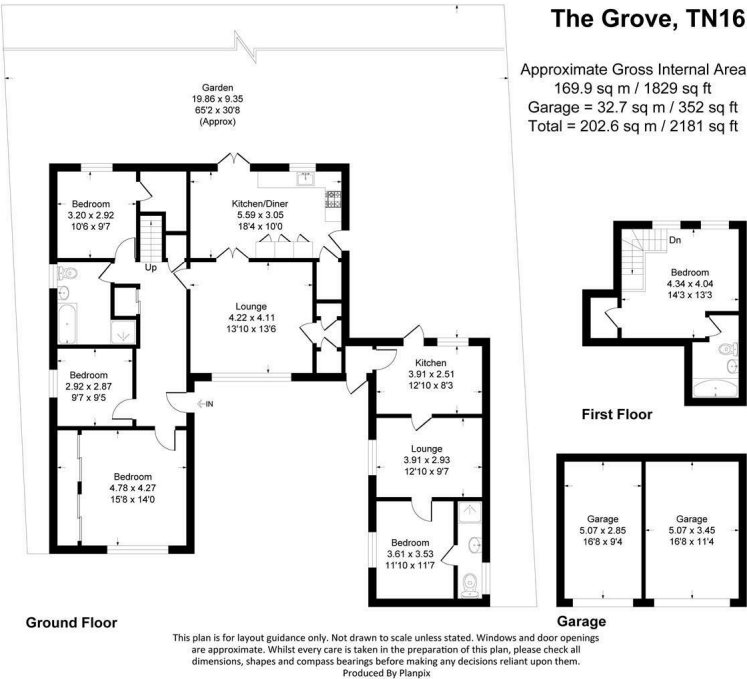 The Grove, TN16
Approximate Gross Internal Area
169.9 sq m / 1829 sq ft
Garage = 32.7 sq m / 352 sq ft
Total = 202.6 sq m / 2181 sq ft
Garden
19.86 x 9.35
65'2 x 30'8
(Approx)
Bedroom
3.20 x 2.92
10'6 x 9'7
Kitchen/Diner
5.59 x 3.05
18'4 x 10'0
Up
Lounge
4.22 x 4.11
13'10 x 13'6
Bedroom
2.92 x 2.87
9'7 x 9'5
IN
Bedroom
4.78 x 4.27
15'8 x 14'0
Kitchen
3.91 x 2.51
12'10 x 8'3
Lounge
3.91 x 2.93
12'10 x 9'7
Bedroom
3.61 x 3.53
11'10 x 11'7
Ground Floor
Dn
Bedroom
4.34 x 4.04
14'3 x 13'3
First Floor
Garage
5.07 x 2.85
16'8 x 9'4
Garage
5.07 x 3.45
16'8 x 11'4
Garage
This plan is for layout guidance only. Not drawn to scale unless stated. Windows and door openings
are approximate. Whilst every care is taken in the preparation of this plan, please check all
dimensions, shapes and compass bearings before making any decisions reliant upon them.
Produced By Planpix